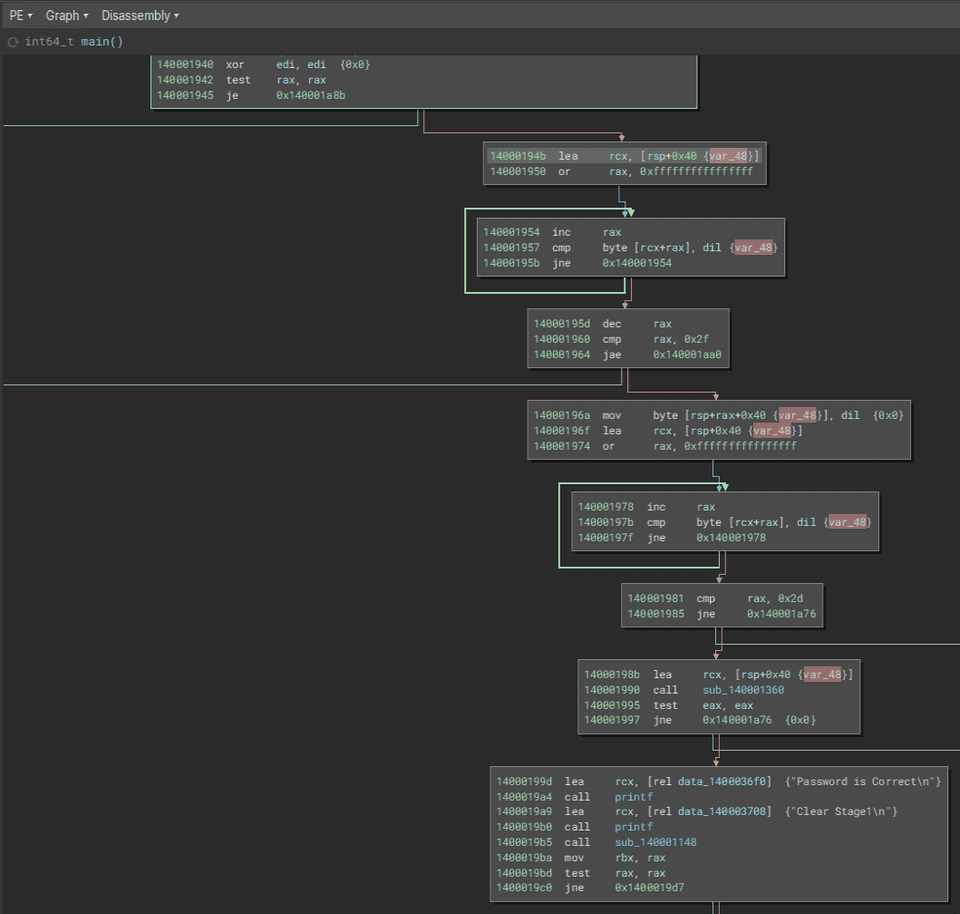 PE ▾ Graph ▾ Disassembly ▾
int64_t main()
140001940 xor edi, edi {0x0}
140001942 test rax, rax
140001945 je 0x140001a8b
14000194b lea rcx, [rsp+0x40 {var_48}]
140001950 or rax, 0xffffffffffffffff
140001954 inc rax
140001957 cmp byte [rcx+rax], dil {var_48}
14000195b jne 0x140001954
14000195d dec rax
140001960 cmp rax, 0x2f
140001964 jae 0x140001aa0
14000196a mov byte [rsp+rax+0x40 {var_48}], dil {0x0}
14000196f lea rcx, [rsp+0x40 {var_48}]
140001974 or rax, 0xffffffffffffffff
140001978 inc rax
14000197b cmp byte [rcx+rax], dil {var_48}
14000197f jne 0x140001978
140001981 cmp rax, 0x2d
140001985 jne 0x140001a76
14000198b lea rcx, [rsp+0x40 {var_48}]
140001990 call sub_140001360
140001995 test eax, eax
140001997 jne 0x140001a76 {0x0}
14000199d lea rcx, [rel data_1400036f0] {"Password is Correct\n"}
1400019a4 call printf
1400019a9 lea rcx, [rel data_140003708] {"Clear Stage1\n"}
1400019b0 call printf
1400019b5 call sub_140001148
1400019ba mov rbx, rax
1400019bd test rax, rax
1400019c0 jne 0x1400019d7